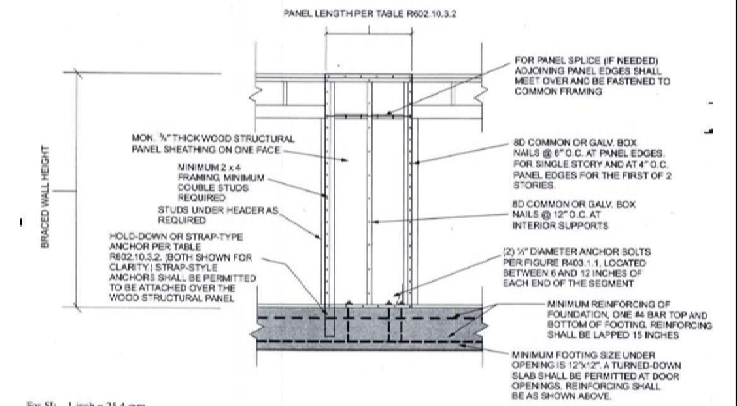 PANEL LENGTH PER TABLE R602.10.3.2
FOR PANEL SPLICE (IF NEEDED)
ADJOINING PANEL EDGES SHALL
MEET OVER AND BE FASTENED TO
COMMON FRAMING
THICK WOOD STRUCTURAL
PANEL SHEATHING ON ONE FACE
MINIMUM 2 x 4
FRAMING, MINIMUM
DOUBLE STUDS
REQUIRED
STUDS UNDER HEADER AS
REQUIRED
HOLD-DOWN OR STRAP-TYPE
ANCHOR PER TABLE
R602.10.3.2. (BOTH SHOWN FOR
CLARITY.) STRAP-STYLE
ANCHORS SHALL BE PERMITTED
TO BE ATTACHED OVER THE
WOOD STRUCTURAL PANEL
BRACED WALL HEIGHT
8D COMMON OR GALV. BOX
NAILS @ 6" O.C. AT PANEL EDGES.
FOR SINGLE STORY AND AT 4" O.C.
PANEL EDGES FOR THE FIRST OF 2
STORIES.
8D COMMON OR GALV. BOX
NAILS @ 12" O.C. AT
INTERIOR SUPPORTS
(2) ½" DIAMETER ANCHOR BOLTS
PER FIGURE R403.1.1, LOCATED
BETWEEN 6 AND 12 INCHES OF
EACH END OF THE SEGMENT
MINIMUM REINFORCING OF
FOUNDATION, ONE #4 BAR TOP AND
BOTTOM OF FOOTING. REINFORCING
SHALL BE LAPPED 15 INCHES
MINIMUM FOOTING SIZE UNDER
OPENING IS 12"x12". A TURNED-DOWN
SLAB SHALL BE PERMITTED AT DOOR
OPENINGS. REINFORCING SHALL
BE AS SHOWN ABOVE.